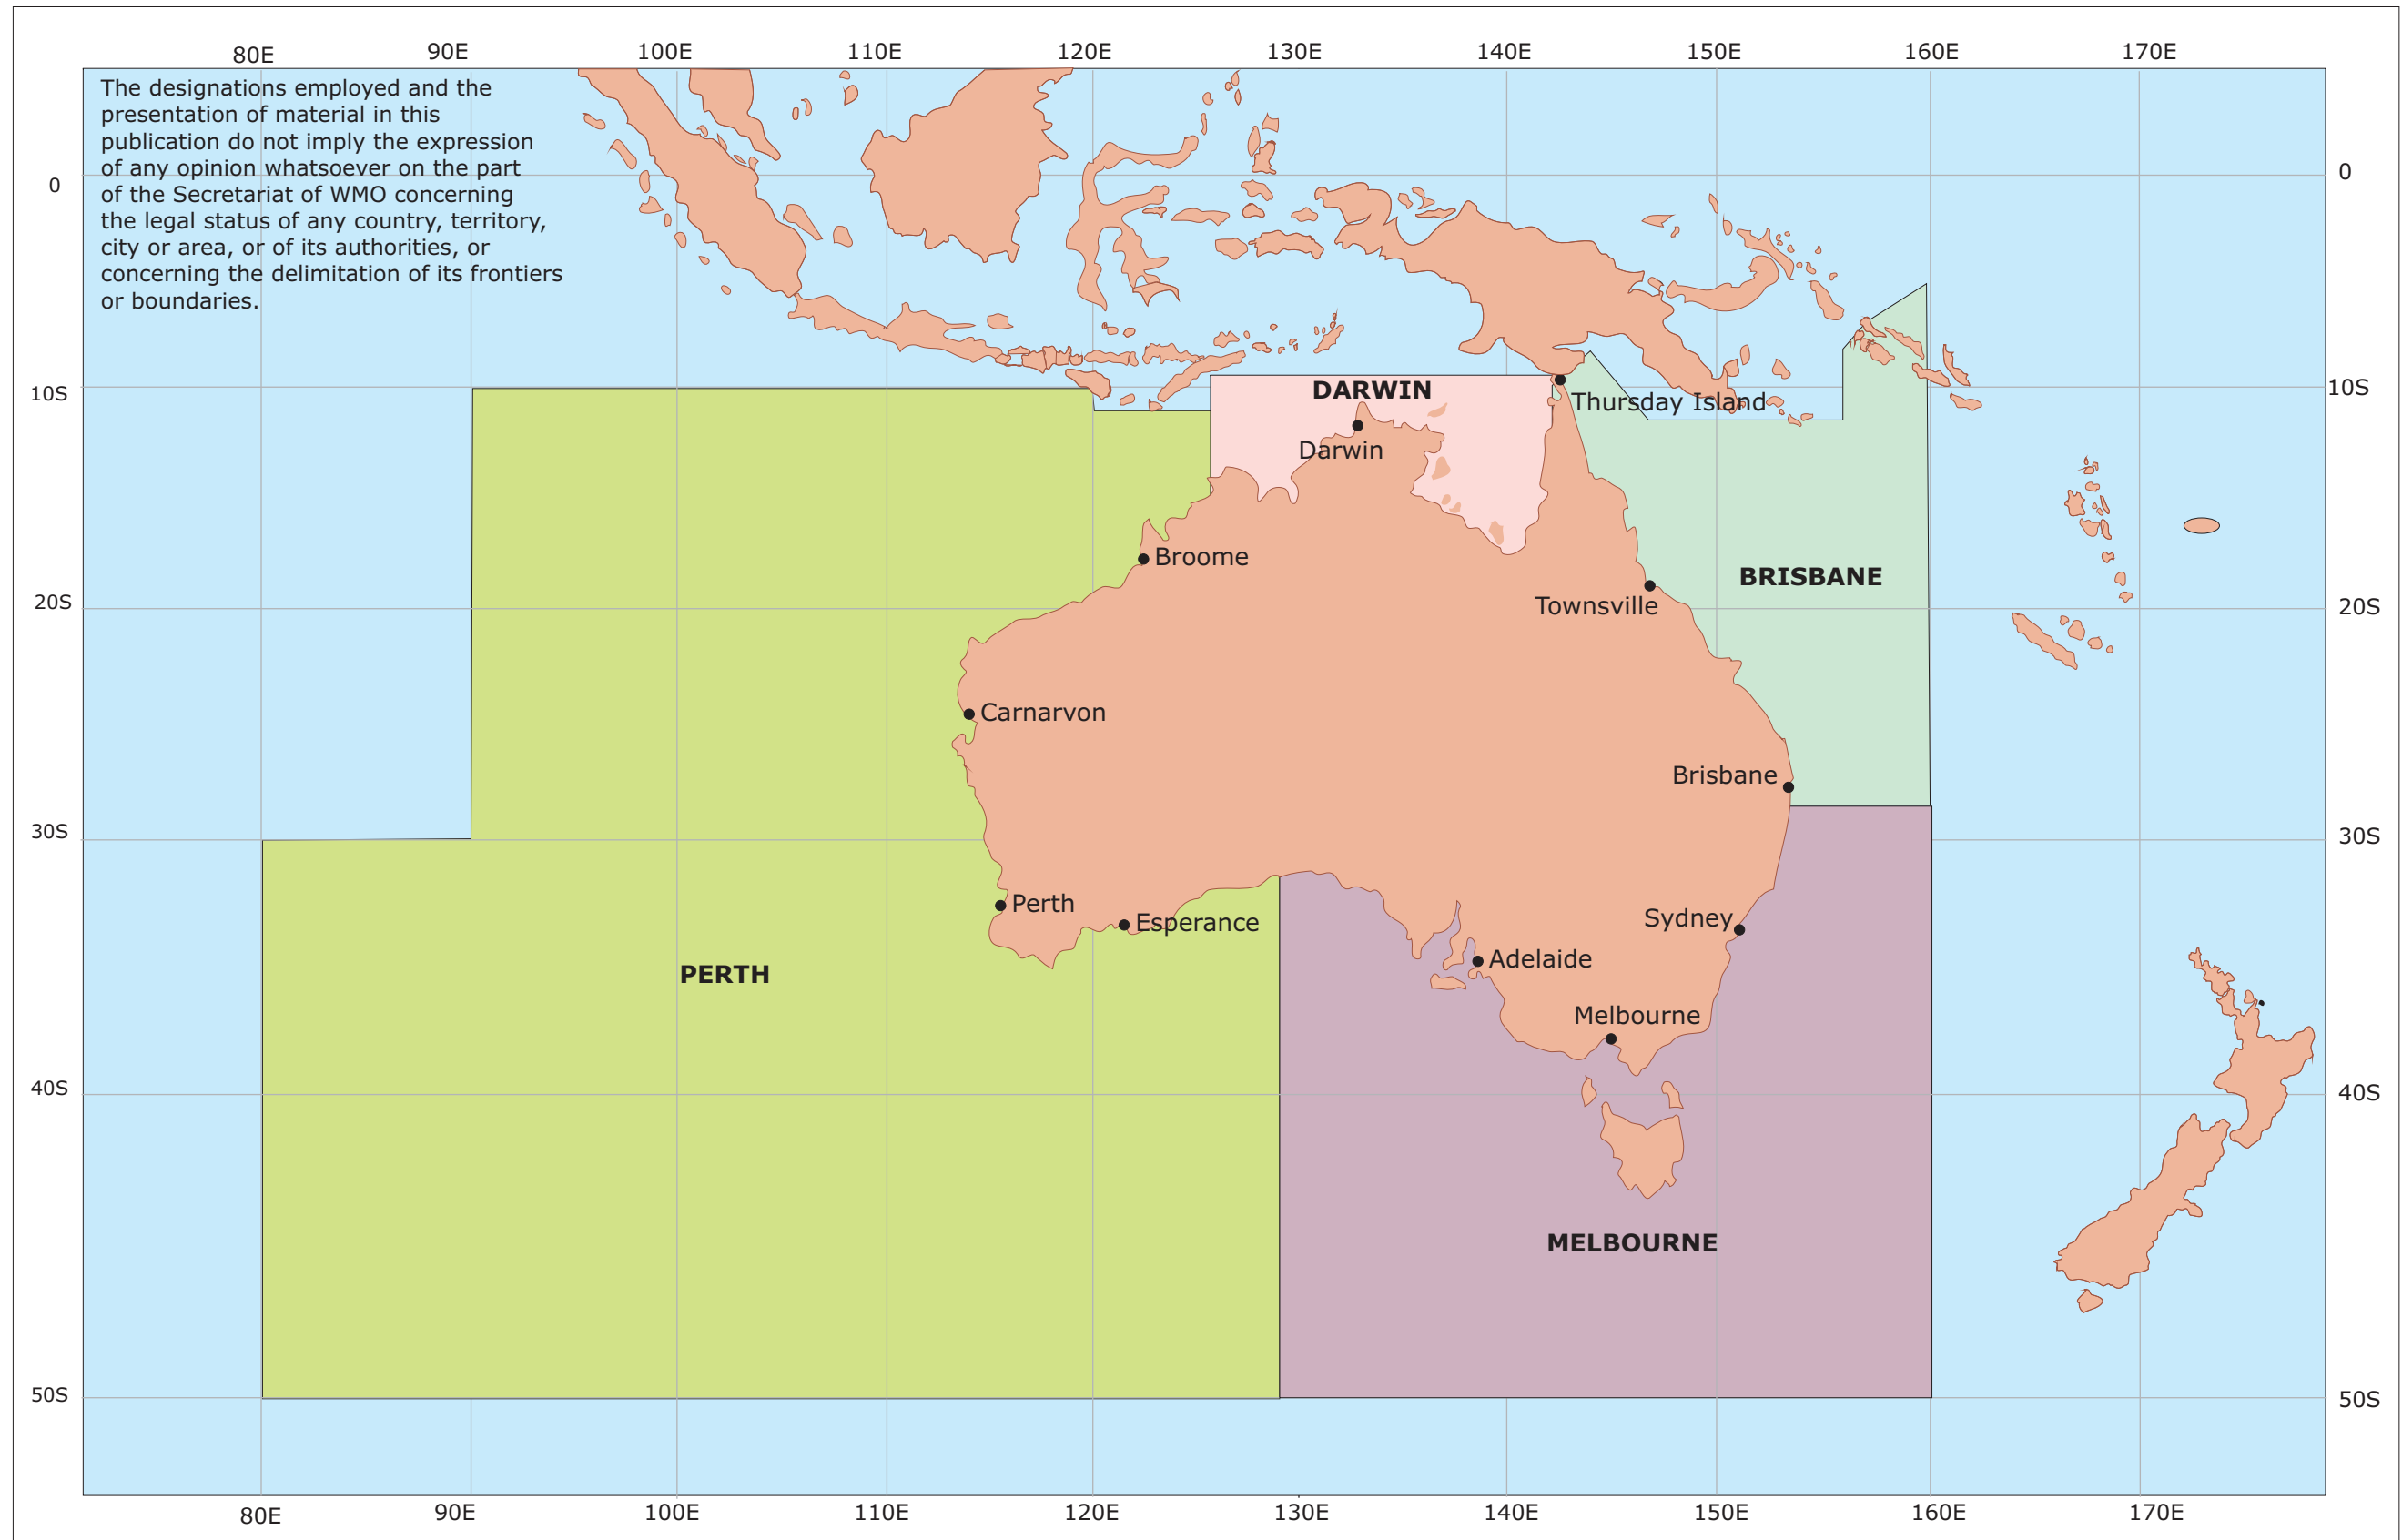 80E 90E 100E 110E 120E 130E 140E 150E 160E 170E
The designations employed and the
presentation of material in this
publication do not imply the expression
of any opinion whatsoever on the part
of the Secretariat of WMO concerning
the legal status of any country, territory,
city or area, or of its authorities, or
concerning the delimitation of its frontiers
or boundaries.
0 0
10S DARWIN 10S
Thursday Island
Darwin
Broome
BRISBANE
20S Townsville 20S
Carnarvon
Brisbane
30S 30S
Perth
Esperance Sydney
Adelaide
PERTH
Melbourne
40S 40S
MELBOURNE
50S 50S
80E 90E 100E 110E 120E 130E 140E 150E 160E 170E